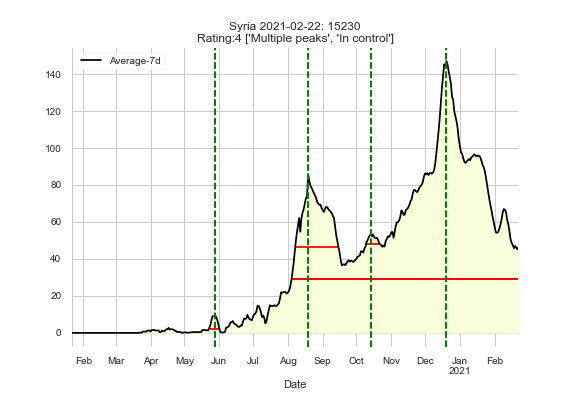 Syria 2021-02-22: 15230
Rating:4 ['Multiple peaks', 'In control']
Average-7d
140
120
100
80
60
40
20
0
Feb Mar Apr May Jun Jul Aug Sep Oct Nov Dec Jan Feb
2021
Date